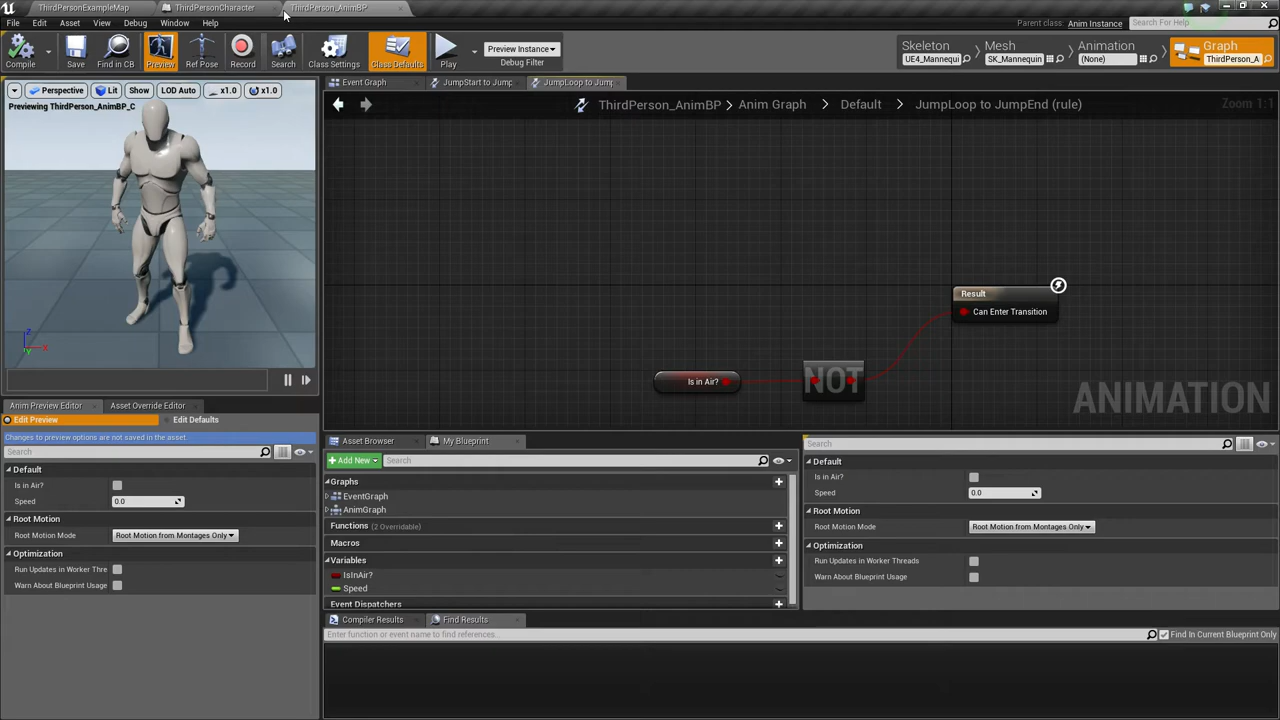 ThirdPersonExampleMap ThirdPersonCharacter ThirdPerson_AnimBP
File Edit Asset View Debug Window Help Parent class: Anim Instance Search For Help
Compile Save Find in CB Preview Ref Pose Record Search Class Settings Class Defaults Play Preview Instance Debug Filter
Skeleton Mesh Animation Graph
UE4_Mannequi SK_Mannequin (None) ThirdPerson_A
Event Graph JumpStart to Jump JumpLoop to Jump
Perspective Lit Show LOD Auto x1.0 x1.0
Previewing ThirdPerson_AnimBP_C
ThirdPerson_AnimBP Anim Graph Default JumpLoop to JumpEnd (rule) Zoom 1:1
Result
Can Enter Transition
Is in Air? NOT
ANIMATION
z
x
y
Anim Preview Editor Asset Override Editor
Edit Preview Edit Defaults
Changes to preview options are not saved in the asset.
Search
Default
Is in Air?
Speed 0.0
Root Motion
Root Motion Mode Root Motion from Montages Only
Optimization
Run Updates in Worker Thre
Warn About Blueprint Usage
Asset Browser My Blueprint
Add New Search
Graphs
EventGraph
AnimGraph
Functions (2 Overridable)
Macros
Variables
IsInAir?
Speed
Event Dispatchers
Search
Default
Is in Air?
Speed 0.0
Root Motion
Root Motion Mode Root Motion from Montages Only
Optimization
Run Updates in Worker Threads
Warn About Blueprint Usage
Compiler Results Find Results
Enter function or event name to find references... Find In Current Blueprint Only